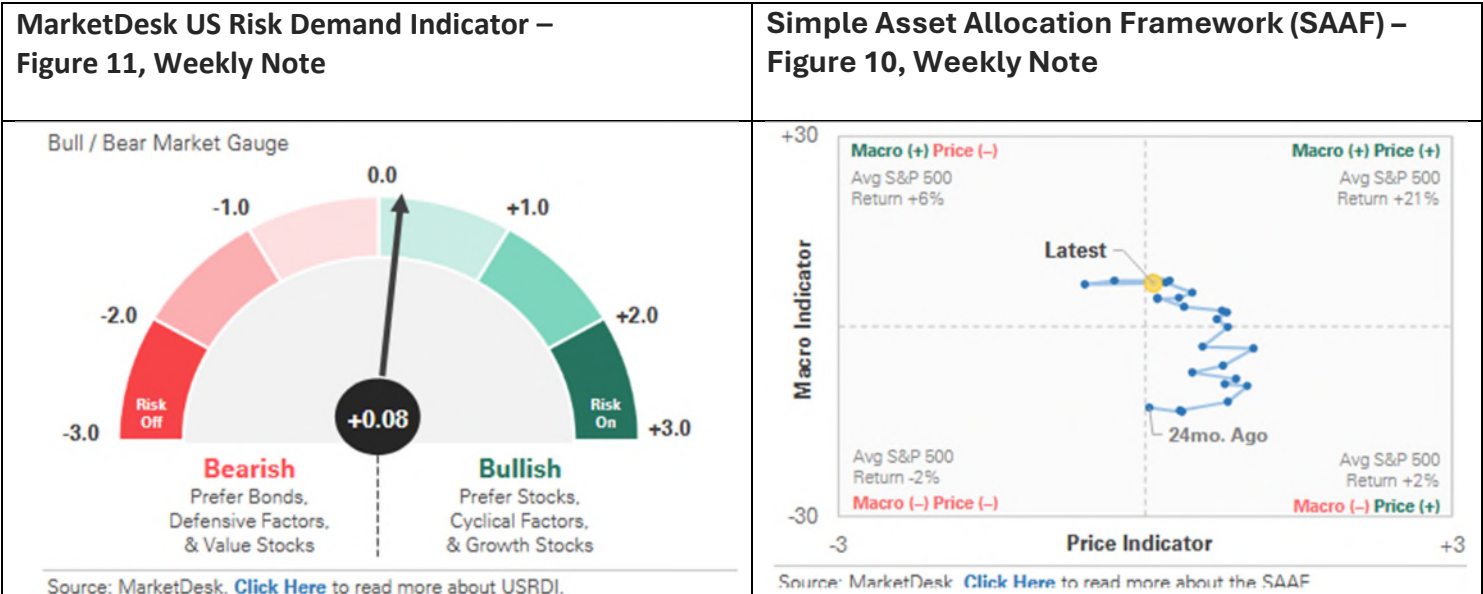 MarketDesk US Risk Demand Indicator –
Figure 11, Weekly Note
Simple Asset Allocation Framework (SAAF) –
Figure 10, Weekly Note
Bull / Bear Market Gauge
0.0
-1.0
+1.0
-2.0
+2.0
Risk
Off
Risk
On
-3.0
+0.08
+3.0
Bearish
Prefer Bonds,
Defensive Factors,
& Value Stocks
Bullish
Prefer Stocks,
Cyclical Factors,
& Growth Stocks
Source: MarketDesk. Click Here to read more about USRDI.
+30
Macro (+) Price (–)
Avg S&P 500
Return +6%
Macro (+) Price (+)
Avg S&P 500
Return +21%
Latest
Macro Indicator
24mo. Ago
Avg S&P 500
Return -2%
Macro (–) Price (–)
Avg S&P 500
Return +2%
Macro (–) Price (+)
-30
-3
Price Indicator
+3
Source: MarketDesk. Click Here to read more about the SAAF